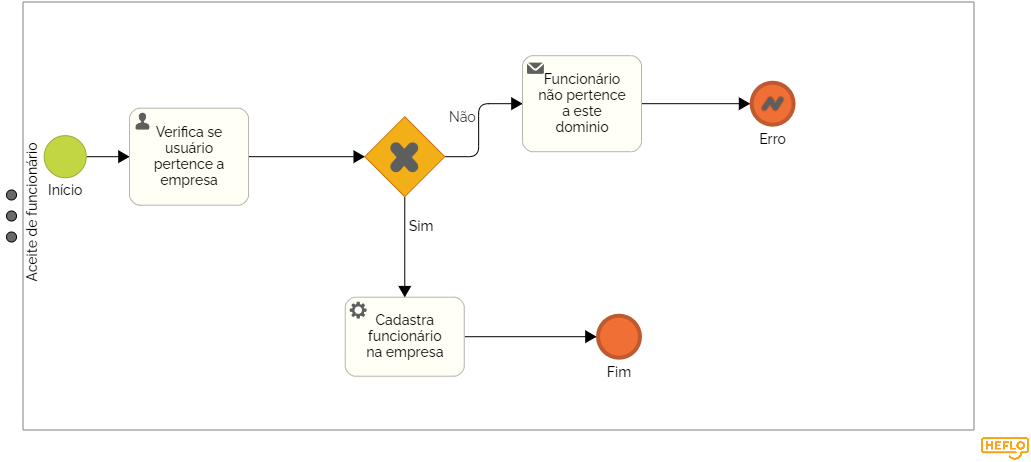 Aceite de funcionário
Início
Verifica se
usuário
pertence a
empresa
Não
Sim
Funcionário
não pertence
a este
dominio
Erro
Cadastra
funcionário
na empresa
Fim
HEFLO